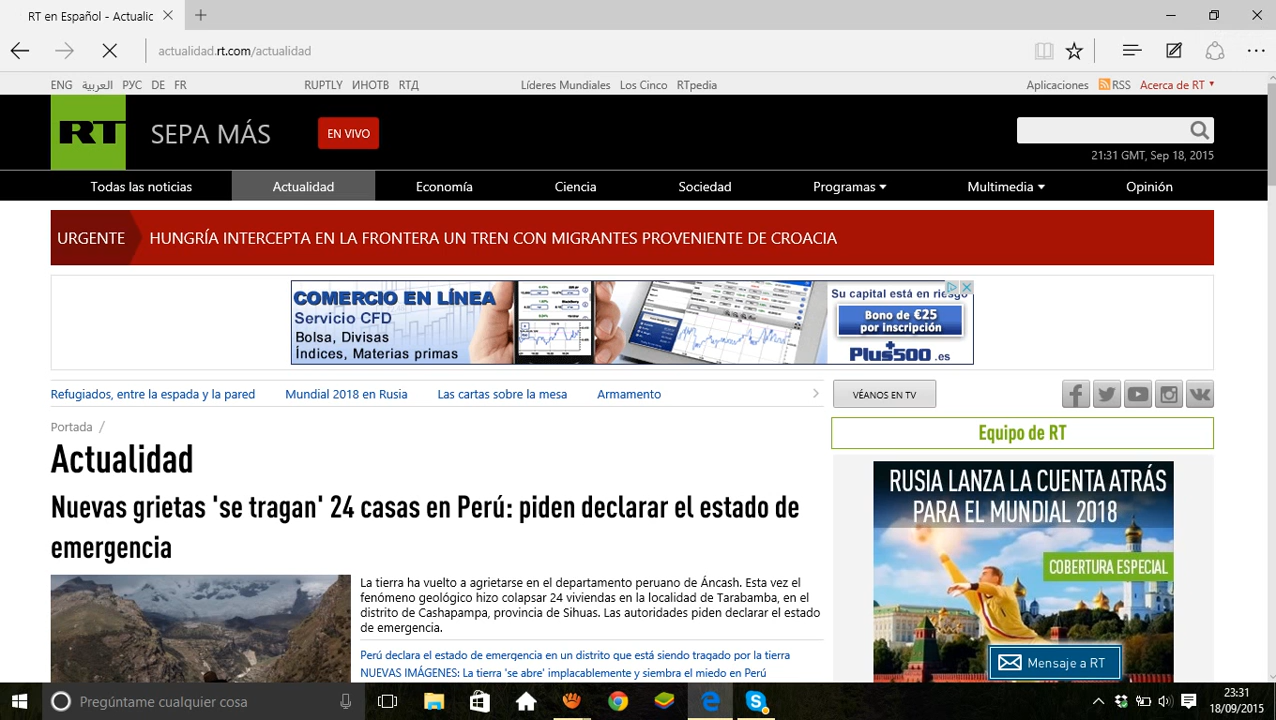 RT en Español - Actualic
actualidad.rt.com/actualidad
ENG العربية РУС DE FR RUPTLY ИНОТВ RTД Líderes Mundiales Los Cinco RTpedia Aplicaciones RSS Acerca de RT
RT SEPA MÁS EN VIVO
21:31 GMT, Sep 18, 2015
Todas las noticias Actualidad Economía Ciencia Sociedad Programas Multimedia Opinión
URGENTE HUNGRÍA INTERCEPTA EN LA FRONTERA UN TREN CON MIGRANTES PROVENIENTE DE CROACIA
COMERCIO EN LÍNEA
Servicio CFD
Bolsa, Divisas
Índices, Materias primas
Su capital está en riesgo
Bono de €25
por inscripción
Plus500.es
Refugiados, entre la espada y la pared Mundial 2018 en Rusia Las cartas sobre la mesa Armamento
VÉANOS EN TV
Portada /
Equipo de RT
Actualidad
Nuevas grietas 'se tragan' 24 casas en Perú: piden declarar el estado de
emergencia
La tierra ha vuelto a agrietarse en el departamento peruano de Áncash. Esta vez el
fenómeno geológico hizo colapsar 24 viviendas en la localidad de Tarabamba, en el
distrito de Cashapampa, provincia de Sihuas. Las autoridades piden declarar el estado
de emergencia.
Perú declara el estado de emergencia en un distrito que está siendo tragado por la tierra
NUEVAS IMÁGENES: La tierra 'se abre' implacablemente y siembra el miedo en Perú
RUSIA LANZA LA CUENTA ATRÁS
PARA EL MUNDIAL 2018
COBERTURA ESPECIAL
Mensaje a RT
Pregúntame cualquier cosa
23:31
18/09/2015